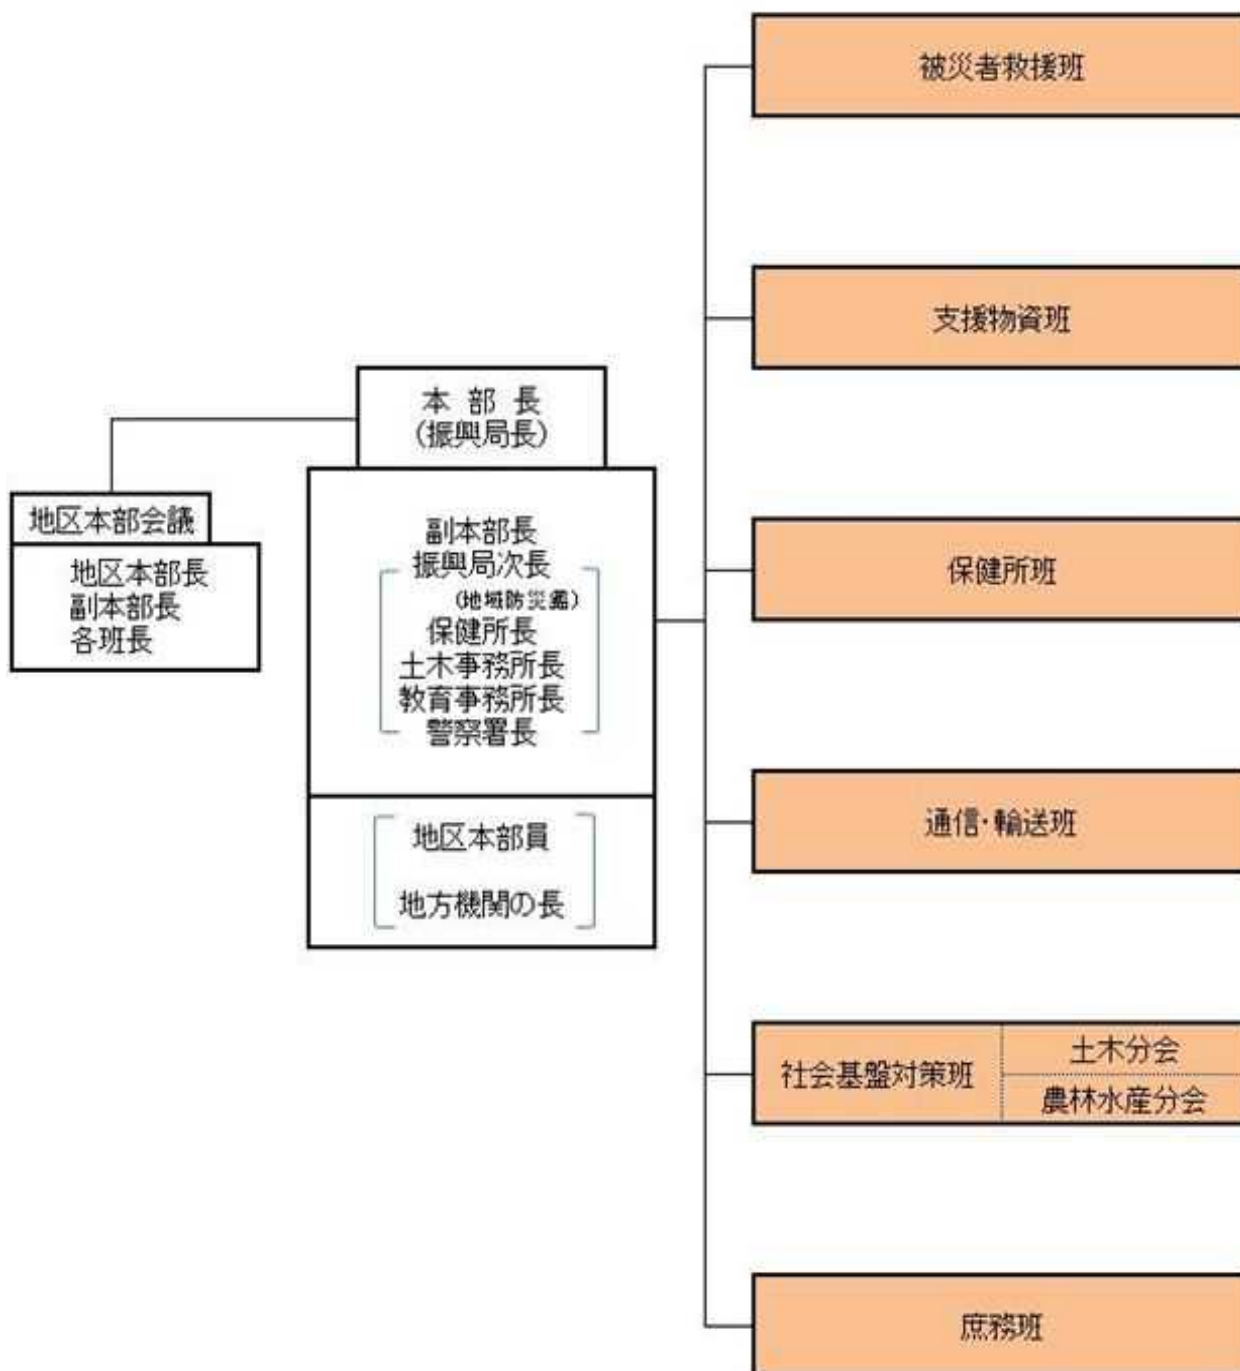 本部長
(振興局長)
地区本部会議
地区本部長
副本部長
各班長
副本部長
振興局次長
(地域防災監)
保健所長
土木事務所長
教育事務所長
警察署長
地区本部員
地方機関の長
被災者救援班
支援物資班
保健所班
通信・輸送班
社会基盤対策班
土木分会
農林水産分会
庶務班